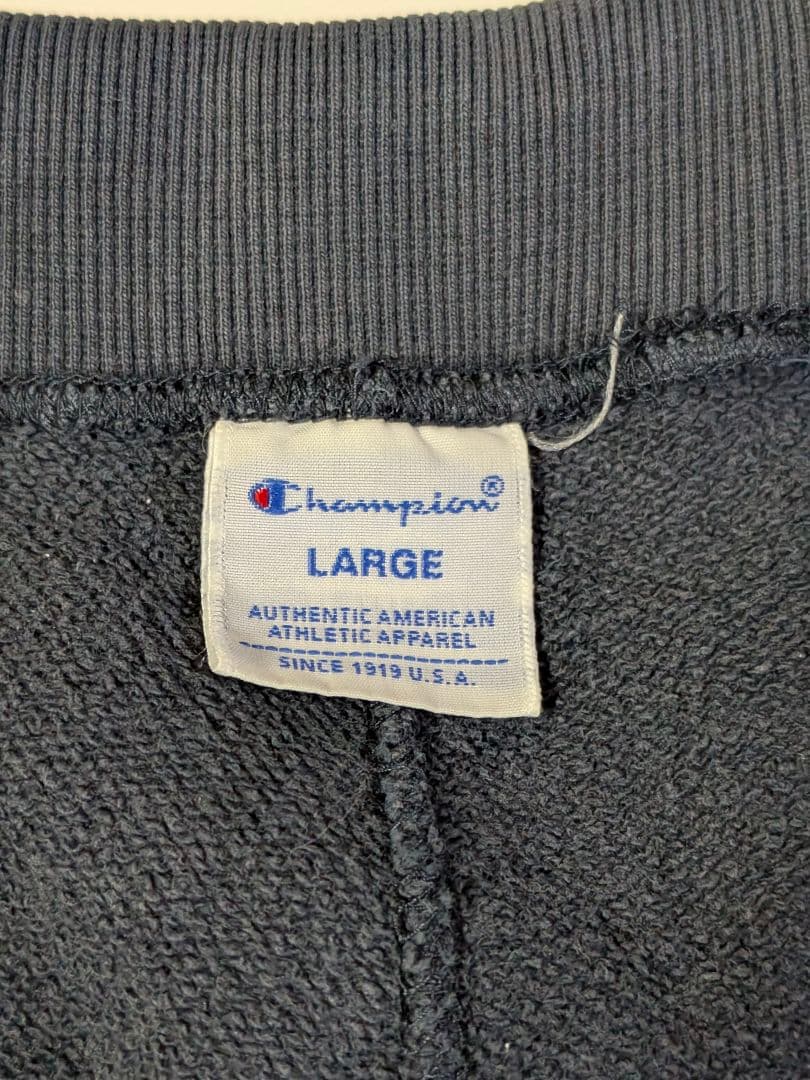 Champion®
LARGE
AUTHENTIC AMERICAN
ATHLETIC APPAREL
SINCE 1919 U.S.A.